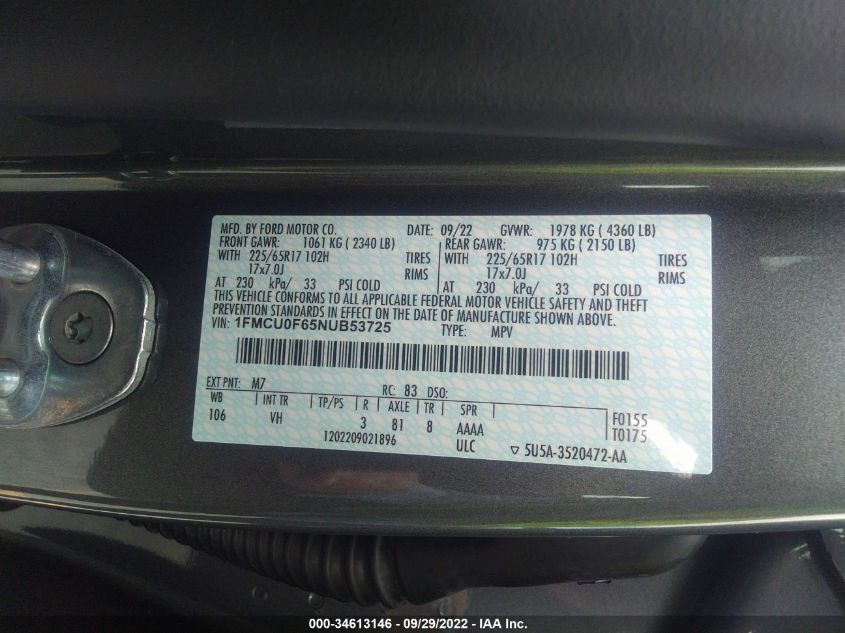 MFD. BY FORD MOTOR CO. DATE: 09/22 GVWR: 1978 KG ( 4360 LB)
FRONT GAWR: 1061 KG ( 2340 LB) REAR GAWR: 975 KG ( 2150 LB)
WITH 225/65R17 102H TIRES WITH 225/65R17 102H TIRES
17x7.0J RIMS 17x7.0J RIMS
AT 230 kPa/ 33 PSI COLD AT 230 kPa/ 33 PSI COLD
THIS VEHICLE CONFORMS TO ALL APPLICABLE FEDERAL MOTOR VEHICLE SAFETY AND THEFT
PREVENTION STANDARDS IN EFFECT ON THE DATE OF MANUFACTURE SHOWN ABOVE.
VIN: 1FMCU0F65NUB53725 TYPE: MPV
EXT PNT: M7 RC: 83 DSO:
WB INT TR TP/PS R AXLE TR SPR F0155
106 VH 3 81 8 AAAA T0175
1202209021896 ULC ▽ 5U5A-3520472-AA
000-34613146 - 09/29/2022 - IAA Inc.